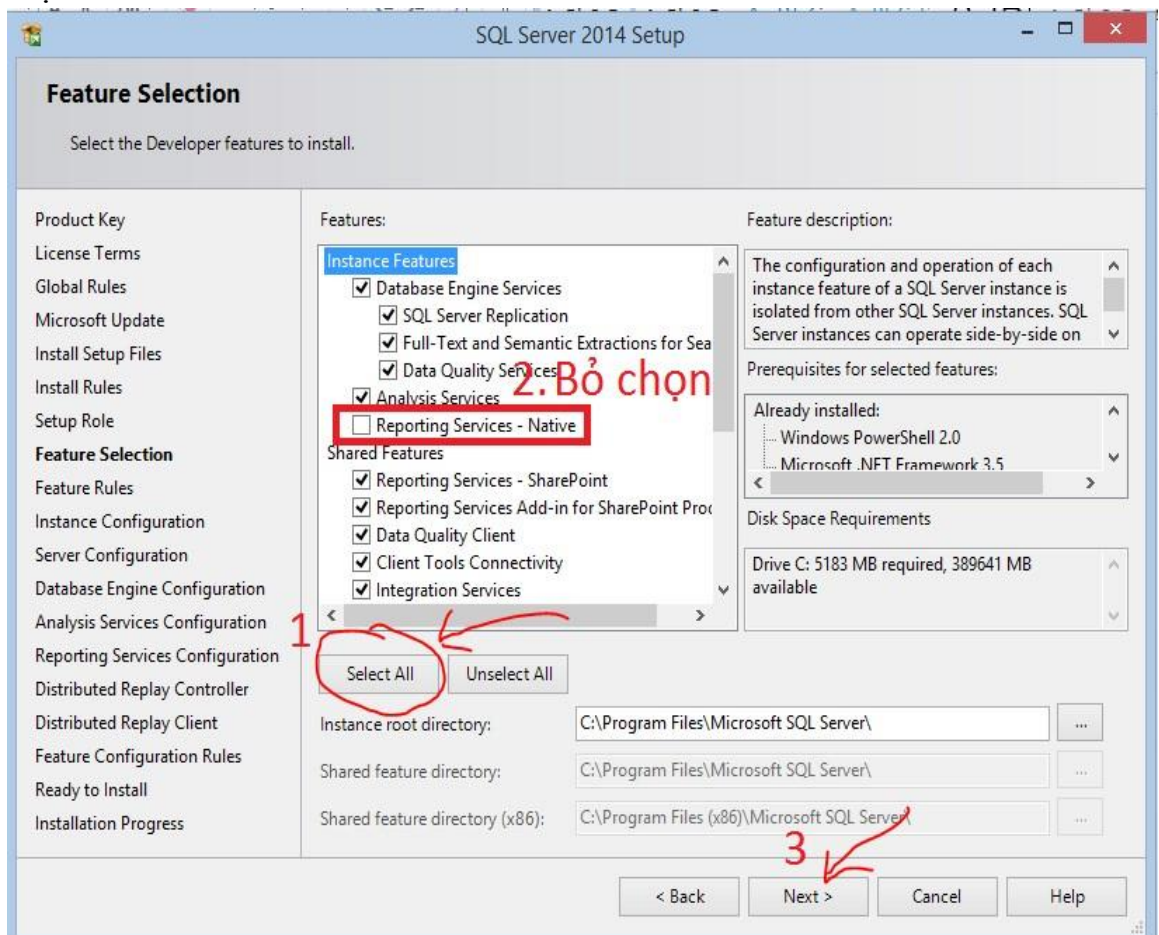 SQL Server 2014 Setup
Feature Selection
Select the Developer features to install.
Product Key
License Terms
Global Rules
Microsoft Update
Install Setup Files
Install Rules
Setup Role
Feature Selection
Feature Rules
Instance Configuration
Server Configuration
Database Engine Configuration
Analysis Services Configuration
Reporting Services Configuration
Distributed Replay Controller
Distributed Replay Client
Feature Configuration Rules
Ready to Install
Installation Progress
Features:
Instance Features
Database Engine Services
SQL Server Replication
Full-Text and Semantic Extractions for Sea
Data Quality Services
2. Bỏ chọn
Analysis Services
Reporting Services - Native
Shared Features
Reporting Services - SharePoint
Reporting Services Add-in for SharePoint Proc
Data Quality Client
Client Tools Connectivity
Integration Services
Feature description:
The configuration and operation of each
instance feature of a SQL Server instance is
isolated from other SQL Server instances. SQL
Server instances can operate side-by-side on
Prerequisites for selected features:
Already installed:
Windows PowerShell 2.0
Microsoft .NET Framework 3.5
Disk Space Requirements
Drive C: 5183 MB required, 389641 MB
available
1
Select All
Unselect All
Instance root directory:
C:\Program Files\Microsoft SQL Server\
...
Shared feature directory:
C:\Program Files\Microsoft SQL Server\
...
Shared feature directory (x86):
C:\Program Files (x86)\Microsoft SQL Server\
...
3
< Back
Next >
Cancel
Help